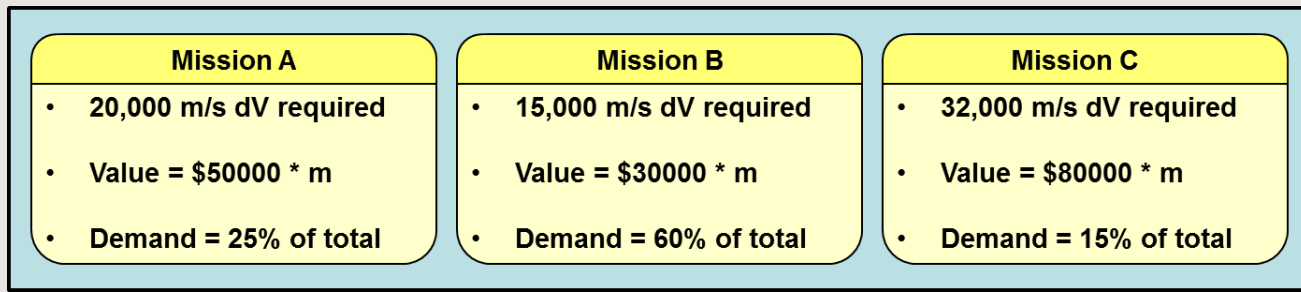 Mission A
• 20,000 m/s dV required
• Value = $50000 * m
• Demand = 25% of total
Mission B
• 15,000 m/s dV required
• Value = $30000 * m
• Demand = 60% of total
Mission C
• 32,000 m/s dV required
• Value = $80000 * m
• Demand = 15% of total